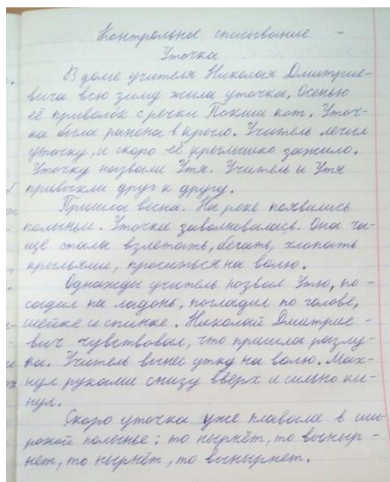 Контрольное списывание
Уточка
В доме учителя Николая Дмитрие-
вича всю зиму жила уточка. Осенью
её приволок с речки Покши кот. Уточ-
ка была ранена в крыло. Учитель лечил
уточку, и скоро её крылышко зажило.
Уточку назвали Утя. Учитель и Утя
привыкли друг к другу.
Пришла весна. На реке появились
полыньи. Уточка заволновалась. Она ча-
ще стала взлетать, бегать, хлопать
крыльями, проситься на волю.
Однажды учитель позвал Утю, по-
садил на ладонь, погладил по голове,
шейке и спинке. Николай Дмитрие-
вич чувствовал, что пришла разлу-
ка. Учитель вынес утку на волю. Мах-
нул руками снизу вверх и сильно ки-
нул.
Скоро уточка уже плавала в ши-
рокой полынье: то нырнёт, то выныр-
нет, то нырнёт, то вынырнет.